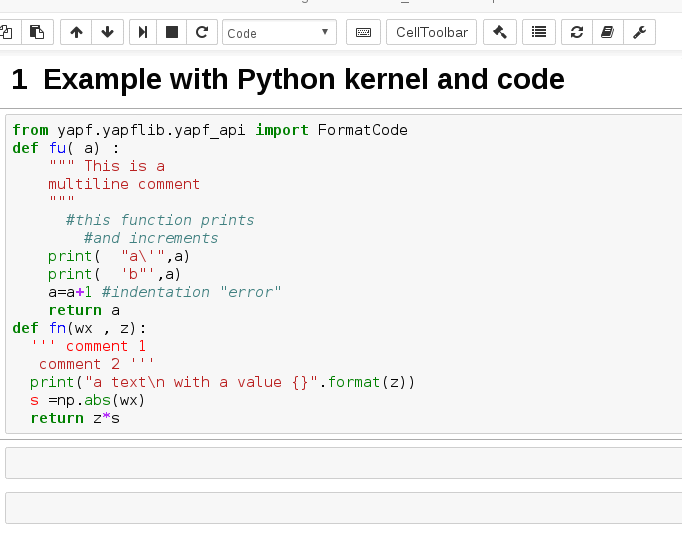 Code
CellToolbar
1 Example with Python kernel and code
from yapf.yapflib.yapf_api import FormatCode
def fu( a) :
    """ This is a
    multiline comment
    """
      #this function prints
        #and increments
    print(  "a\'",a)
    print(  'b"',a)
    a=a+1 #indentation "error"
    return a
def fn(wx , z):
  ''' comment 1
   comment 2 '''
  print("a text\n with a value {}".format(z))
  s =np.abs(wx)
  return z*s